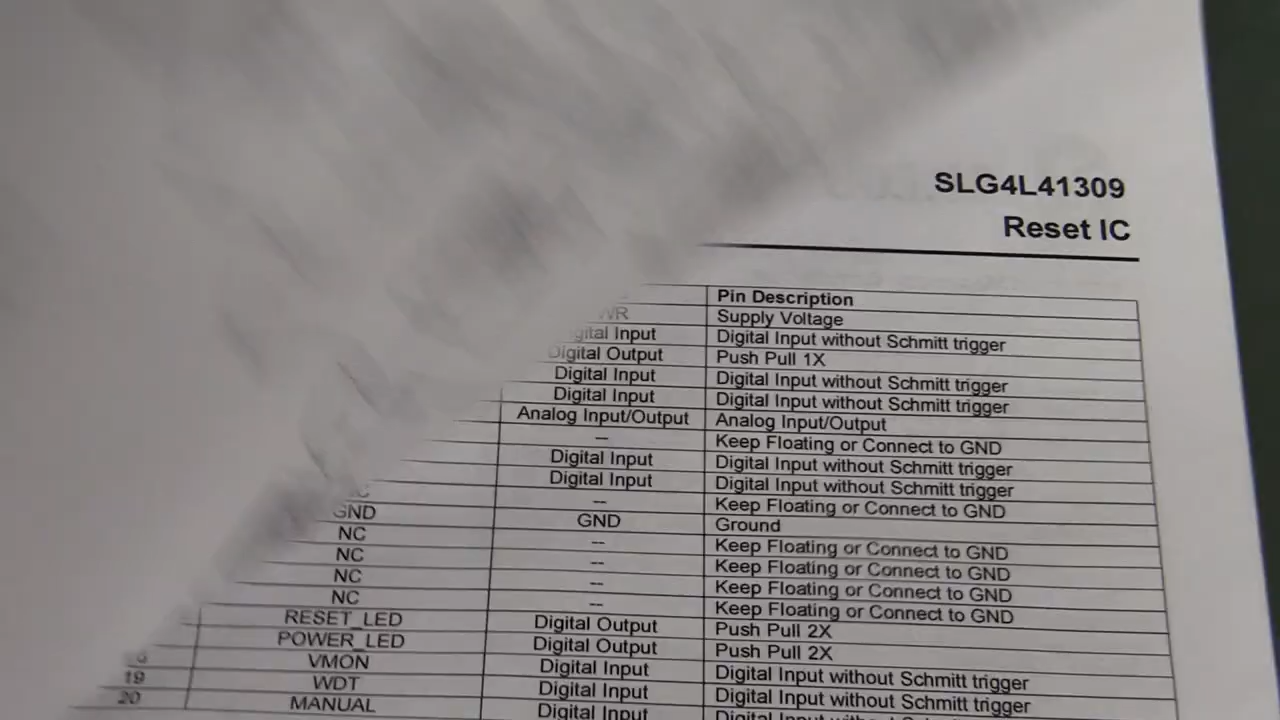 SLG4L41309
Reset IC
Pin Description
Supply Voltage
Input Digital Input without Schmitt trigger
Digital Output Push Pull 1X
Digital Input Digital Input without Schmitt trigger
Digital Input Digital Input without Schmitt trigger
Analog Input/Output Analog Input/Output
-- Keep Floating or Connect to GND
Digital Input Digital Input without Schmitt trigger
Digital Input Digital Input without Schmitt trigger
-- Keep Floating or Connect to GND
GND GND Ground
NC -- Keep Floating or Connect to GND
NC -- Keep Floating or Connect to GND
NC -- Keep Floating or Connect to GND
NC -- Keep Floating or Connect to GND
RESET_LED Digital Output Push Pull 2X
POWER_LED Digital Output Push Pull 2X
VMON Digital Input Digital Input without Schmitt trigger
19 WDT Digital Input Digital Input without Schmitt trigger
20 MANUAL Digital Input Digital Input